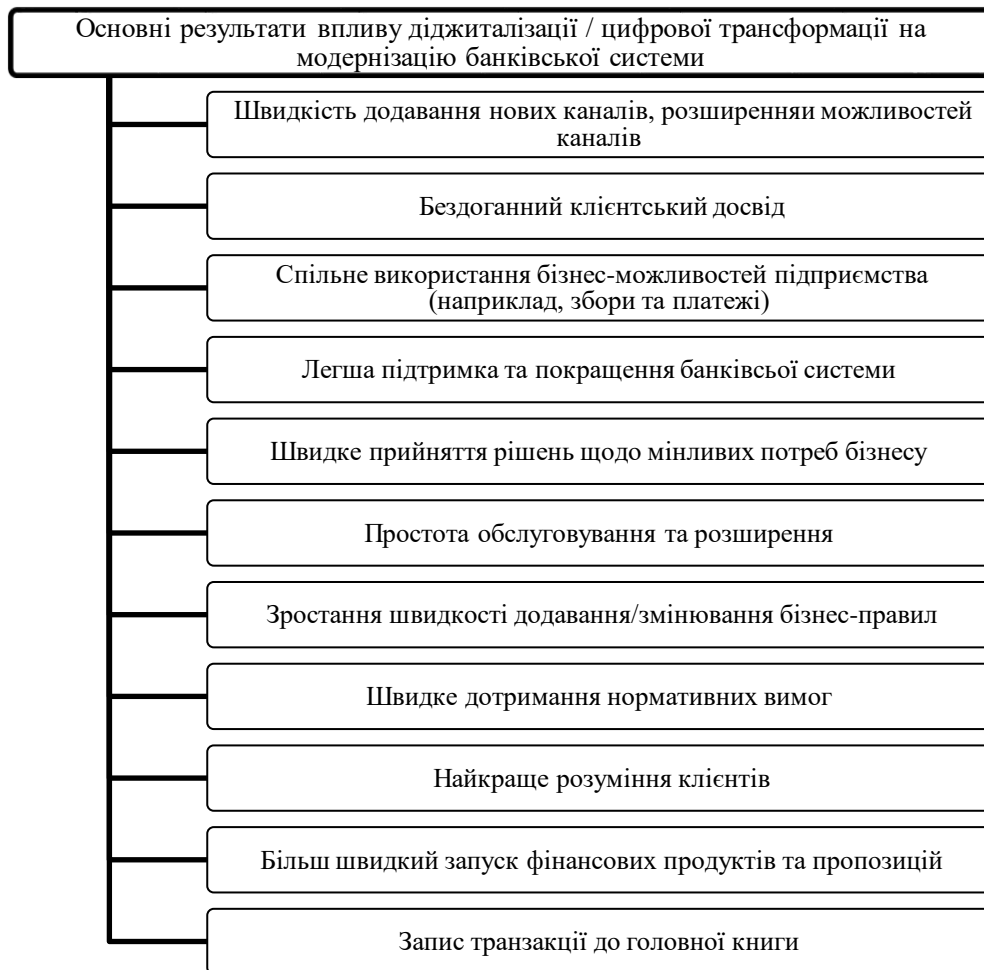 Основні результати впливу діджиталізації / цифрової трансформації на
модернізацію банківської системи
Швидкість додавання нових каналів, розширенняи можливостей
каналів
Бездоганний клієнтський досвід
Спільне використання бізнес-можливостей підприємства
(наприклад, збори та платежі)
Легша підтримка та покращення банківсьої системи
Швидке прийняття рішень щодо мінливих потреб бізнесу
Простота обслуговування та розширення
Зростання швидкості додавання/змінювання бізнес-правил
Швидке дотримання нормативних вимог
Найкраще розуміння клієнтів
Більш швидкий запуск фінансових продуктів та пропозицій
Запис транзакції до головної книги